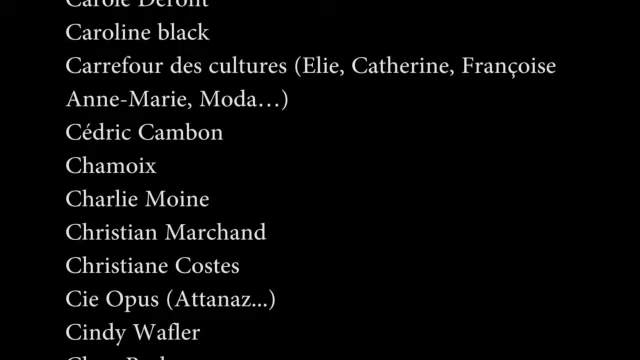 Caroline black
Carrefour des cultures (Elie, Catherine, Françoise
Anne-Marie, Moda…)
Cédric Cambon
Chamoix
Charlie Moine
Christian Marchand
Christiane Costes
Cie Opus (Attanaz...)
Cindy Wafler